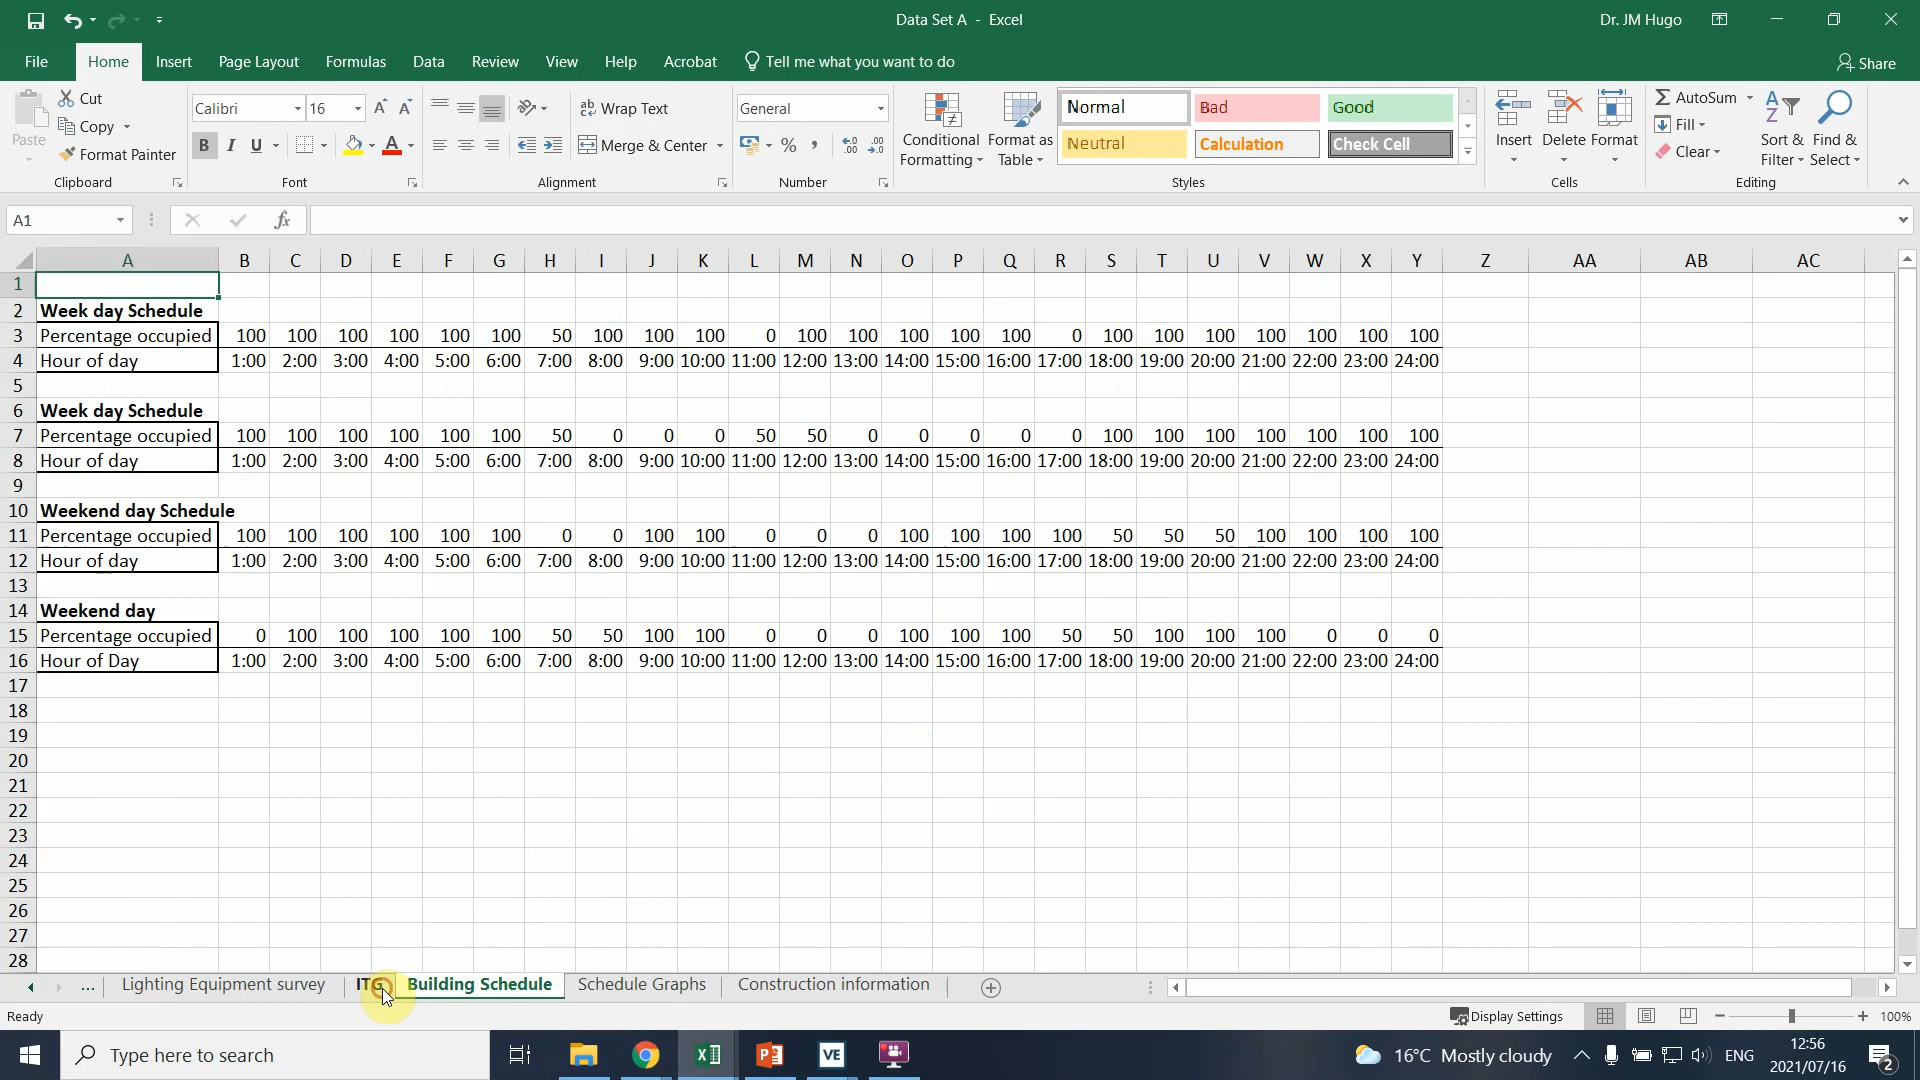 Data Set A - Excel
Dr. JM Hugo
File Home Insert Page Layout Formulas Data Review View Help Acrobat Tell me what you want to do
Share
Paste
Cut
Copy
Format Painter
Clipboard
Calibri 16
B I U
Font
Wrap Text
Merge & Center
Alignment
General
Number
Conditional Formatting
Format as Table
Normal Bad Good
Neutral Calculation Check Cell
Styles
Insert Delete Format
Cells
AutoSum
Fill
Clear
Sort & Filter
Find & Select
Editing
A1
fx
A B C D E F G H I J K L M N O P Q R S T U V W X Y Z AA AB AC
1
2 Week day Schedule
3 Percentage occupied 100 100 100 100 100 100 50 100 100 100 0 100 100 100 100 100 0 100 100 100 100 100 100 100
4 Hour of day 1:00 2:00 3:00 4:00 5:00 6:00 7:00 8:00 9:00 10:00 11:00 12:00 13:00 14:00 15:00 16:00 17:00 18:00 19:00 20:00 21:00 22:00 23:00 24:00
5
6 Week day Schedule
7 Percentage occupied 100 100 100 100 100 100 50 0 0 0 50 50 0 0 0 0 0 100 100 100 100 100 100 100
8 Hour of day 1:00 2:00 3:00 4:00 5:00 6:00 7:00 8:00 9:00 10:00 11:00 12:00 13:00 14:00 15:00 16:00 17:00 18:00 19:00 20:00 21:00 22:00 23:00 24:00
9
10 Weekend day Schedule
11 Percentage occupied 100 100 100 100 100 100 0 0 100 100 0 0 0 100 100 100 100 50 50 50 100 100 100 100
12 Hour of day 1:00 2:00 3:00 4:00 5:00 6:00 7:00 8:00 9:00 10:00 11:00 12:00 13:00 14:00 15:00 16:00 17:00 18:00 19:00 20:00 21:00 22:00 23:00 24:00
13
14 Weekend day
15 Percentage occupied 0 100 100 100 100 100 50 50 100 100 0 0 0 100 100 100 50 50 100 100 100 0 0 0
16 Hour of Day 1:00 2:00 3:00 4:00 5:00 6:00 7:00 8:00 9:00 10:00 11:00 12:00 13:00 14:00 15:00 16:00 17:00 18:00 19:00 20:00 21:00 22:00 23:00 24:00
17
18
19
20
21
22
23
24
25
26
27
28
... Lighting Equipment survey ITG Building Schedule Schedule Graphs Construction information
Ready
Display Settings
100%
Type here to search
VE
16°C Mostly cloudy
ENG
12:56
2021/07/16
2